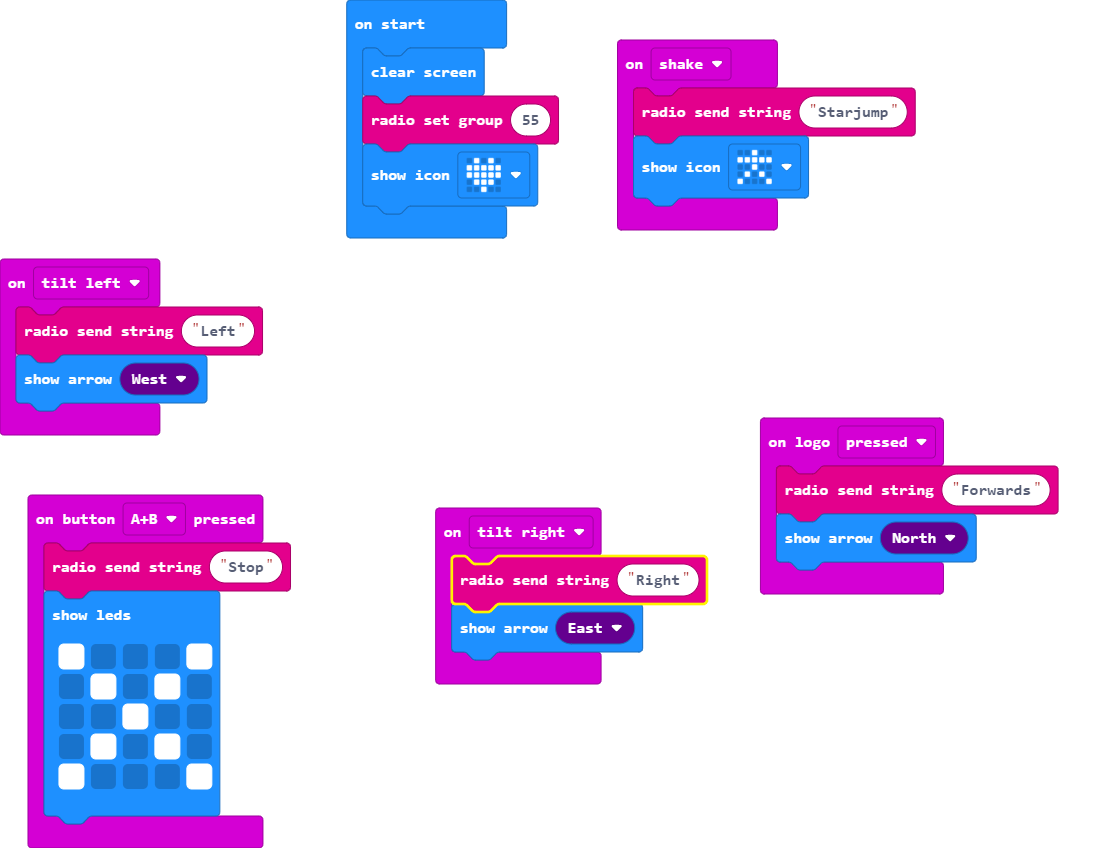 on start
clear screen
radio set group 55
show icon
on shake
radio send string "Starjump"
show icon
on tilt left
radio send string "Left"
show arrow West
on logo pressed
radio send string "Forwards"
show arrow North
on button A+B pressed
radio send string "Stop"
show leds
on tilt right
radio send string "Right"
show arrow East